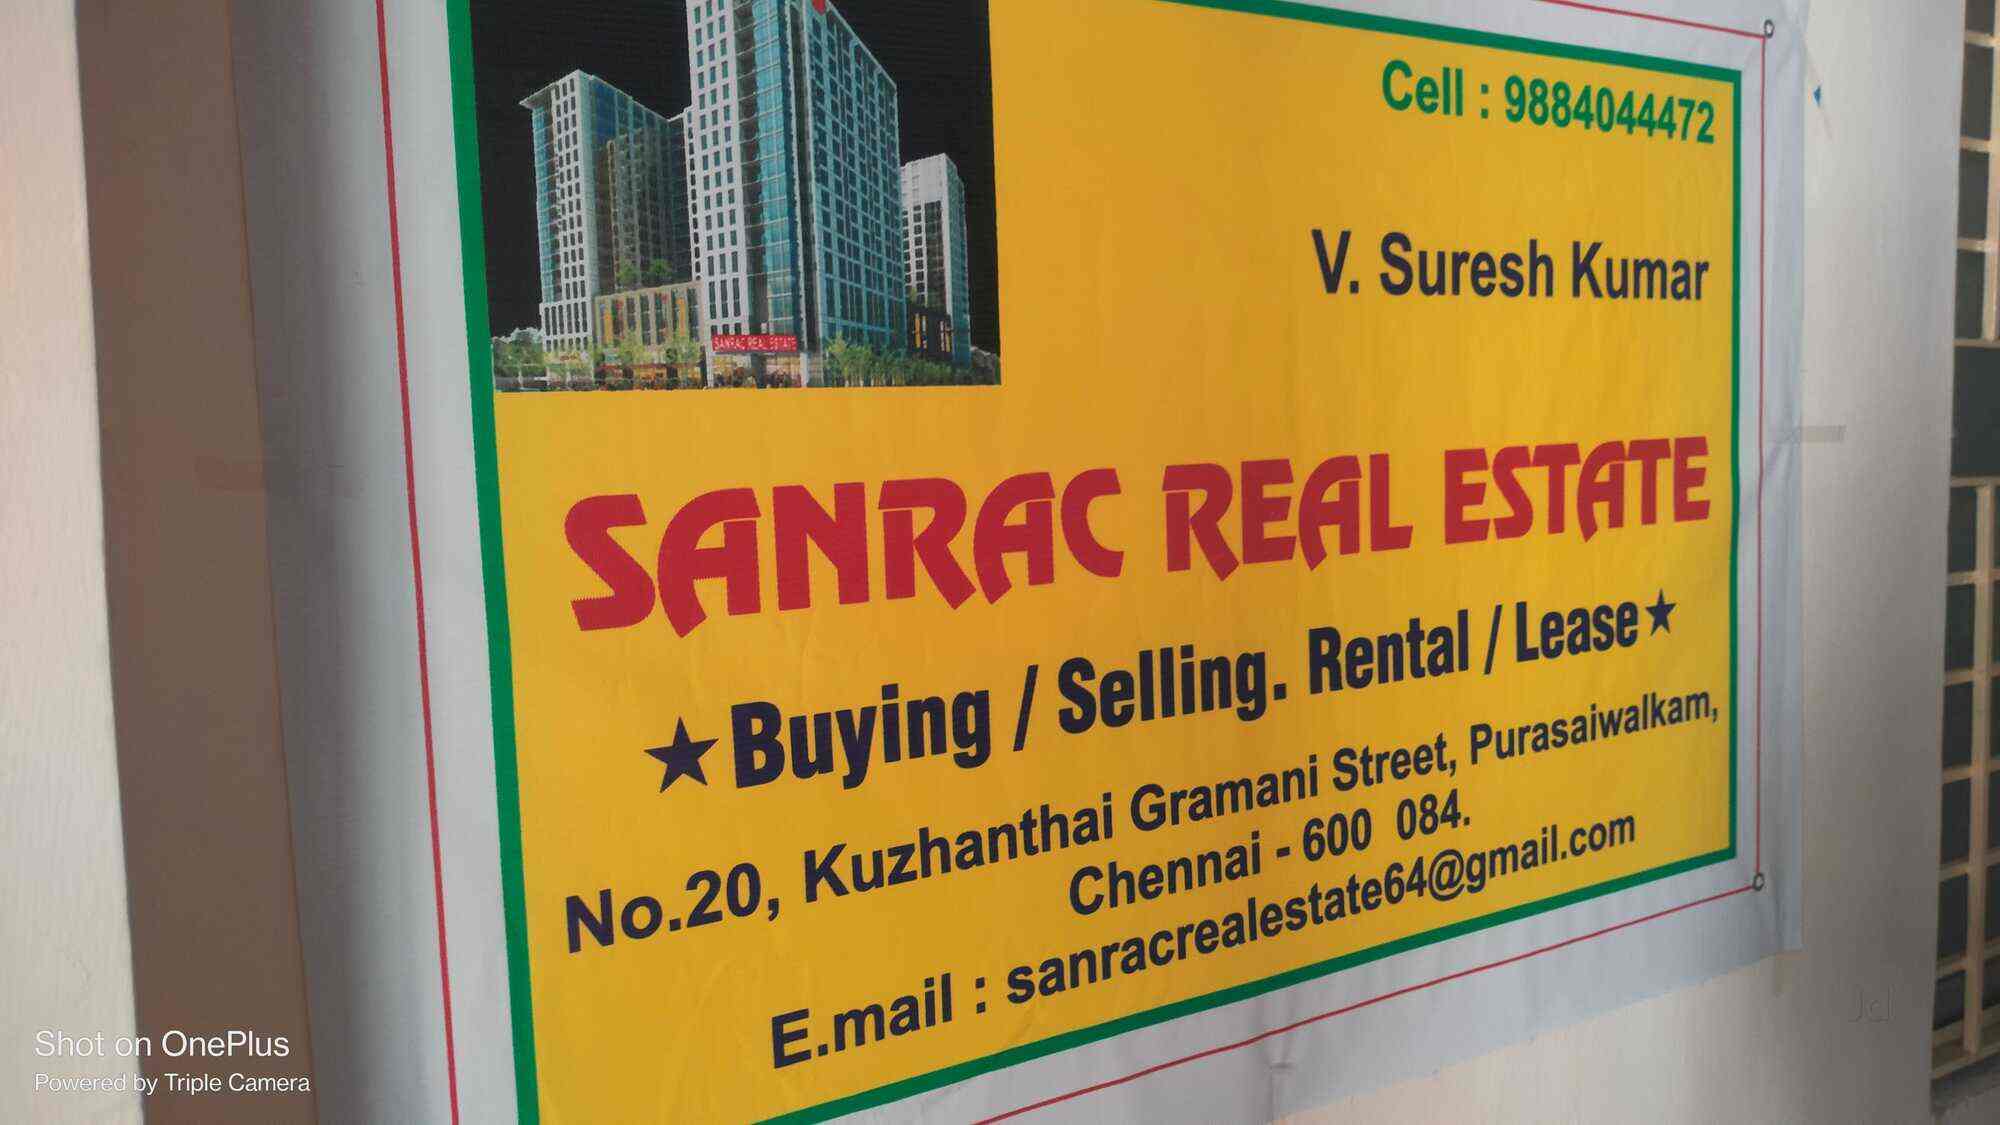 Cell : 9884044472
V. Suresh Kumar
SANRAC REAL ESTATE
SANRAC REAL ESTATE
★Buying / Selling. Rental / Lease★
No.20, Kuzhanthai Gramani Street, Purasaiwalkam,
Chennai - 600 084.
E.mail : sanracrealestate64@gmail.com
Shot on OnePlus
Powered by Triple Camera
Jd